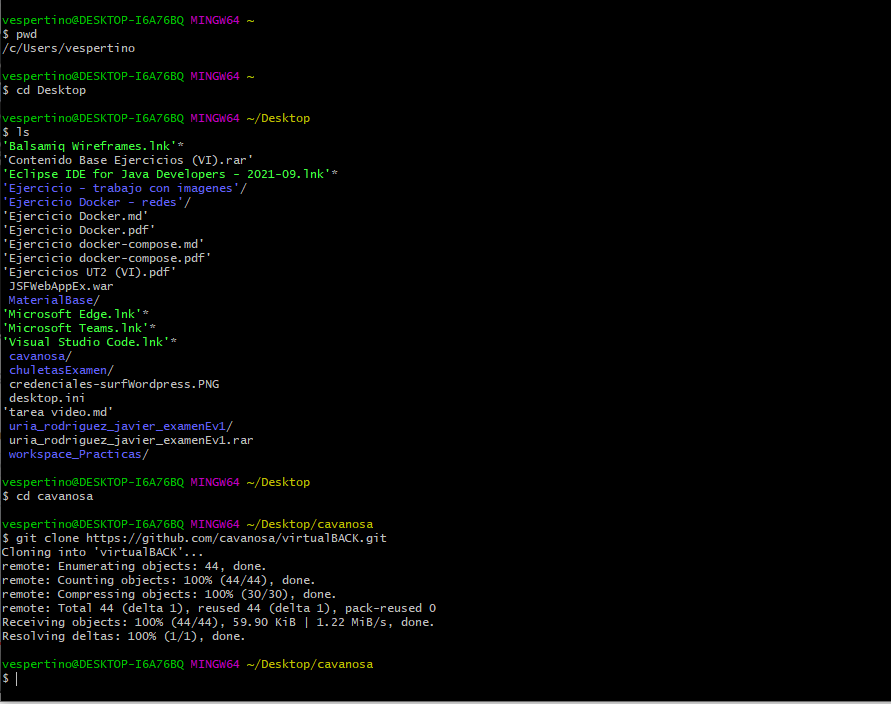 vespertino@DESKTOP-I6A76BQ MINGW64 ~
$ pwd
/c/Users/vespertino
vespertino@DESKTOP-I6A76BQ MINGW64 ~
$ cd Desktop
vespertino@DESKTOP-I6A76BQ MINGW64 ~/Desktop
$ ls
'Balsamiq Wireframes.lnk'*
'Contenido Base Ejercicios (VI).rar'
'Eclipse IDE for Java Developers - 2021-09.lnk'*
'Ejercicio - trabajo con imagenes'/
'Ejercicio Docker - redes'/
'Ejercicio Docker.md'
'Ejercicio Docker.pdf'
'Ejercicio docker-compose.md'
'Ejercicio docker-compose.pdf'
'Ejercicios UT2 (VI).pdf'
JSFWebAppEx.war
MaterialBase/
'Microsoft Edge.lnk'*
'Microsoft Teams.lnk'*
'Visual Studio Code.lnk'*
cavanosa/
chuletasExamen/
credenciales-surfWordpress.PNG
desktop.ini
'tarea video.md'
uria_rodriguez_javier_examenEv1/
uria_rodriguez_javier_examenEv1.rar
workspace_Practicas/
vespertino@DESKTOP-I6A76BQ MINGW64 ~/Desktop
$ cd cavanosa
vespertino@DESKTOP-I6A76BQ MINGW64 ~/Desktop/cavanosa
$ git clone https://github.com/cavanosa/virtualBACK.git
Cloning into 'virtualBACK'...
remote: Enumerating objects: 44, done.
remote: Counting objects: 100% (44/44), done.
remote: Compressing objects: 100% (30/30), done.
remote: Total 44 (delta 1), reused 44 (delta 1), pack-reused 0
Receiving objects: 100% (44/44), 59.90 KiB | 1.22 MiB/s, done.
Resolving deltas: 100% (1/1), done.
vespertino@DESKTOP-I6A76BQ MINGW64 ~/Desktop/cavanosa
$